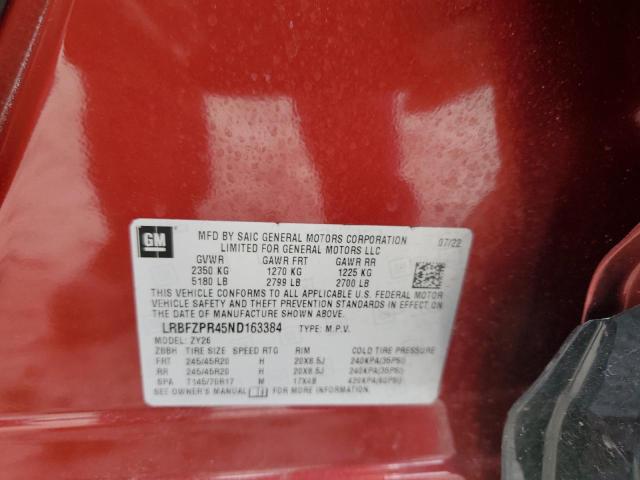 GM
MFD BY SAIC GENERAL MOTORS CORPORATION 07/22
LIMITED FOR GENERAL MOTORS LLC
GVWR GAWR FRT GAWR RR
2350 KG 1270 KG 1225 KG
5180 LB 2799 LB 2700 LB
THIS VEHICLE CONFORMS TO ALL APPLICABLE U.S. FEDERAL MOTOR
VEHICLE SAFETY AND THEFT PREVENTION STANDARDS IN EFFECT ON
THE DATE OF MANUFACTURE SHOWN ABOVE.
LRBFZPR45ND163384 TYPE: M.P.V.
MODEL: ZY26
ZBBH TIRE SIZE SPEED RTG RIM COLD TIRE PRESSURE
FRT 245/45R20 H 20X8.5J 240KPA(35PSI)
RR 245/45R20 H 20X8.5J 240KPA(35PSI)
SPA T145/70R17 M 17X4B 420KPA(60PSI)
SEE OWNER'S MANUAL FOR MORE INFORMATION